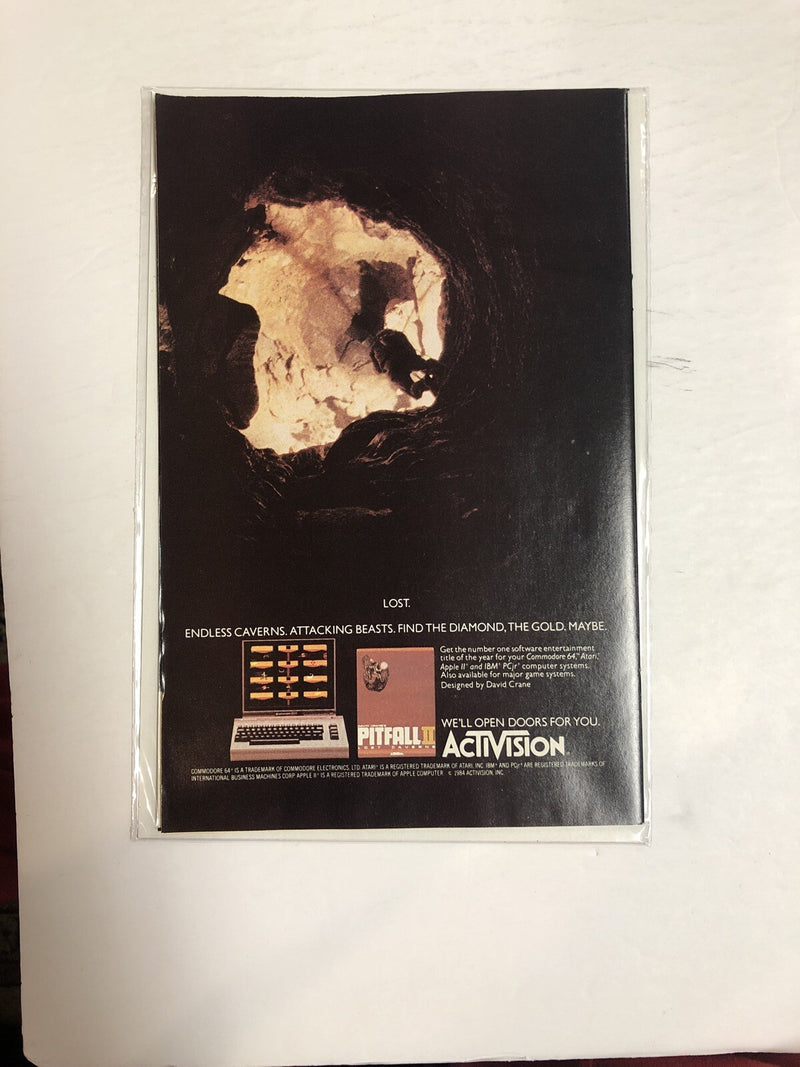 LOST.
ENDLESS CAVERNS. ATTACKING BEASTS. FIND THE DIAMOND, THE GOLD. MAYBE.
Get the number one software entertainment
title of the year for your Commodore 64,™ Atari,®
Apple II® and IBM® PCjr® computer systems.
Also available for major game systems.
Designed by David Crane
PITFALL II
LOST CAVERNS
WE'LL OPEN DOORS FOR YOU.
ACTIVISION
COMMODORE 64® IS A TRADEMARK OF COMMODORE ELECTRONICS, LTD. ATARI® IS A REGISTERED TRADEMARK OF ATARI, INC. IBM® AND PCjr® ARE REGISTERED TRADEMARKS OF
INTERNATIONAL BUSINESS MACHINES CORP. APPLE II® IS A REGISTERED TRADEMARK OF APPLE COMPUTER © 1984 ACTIVISION, INC.